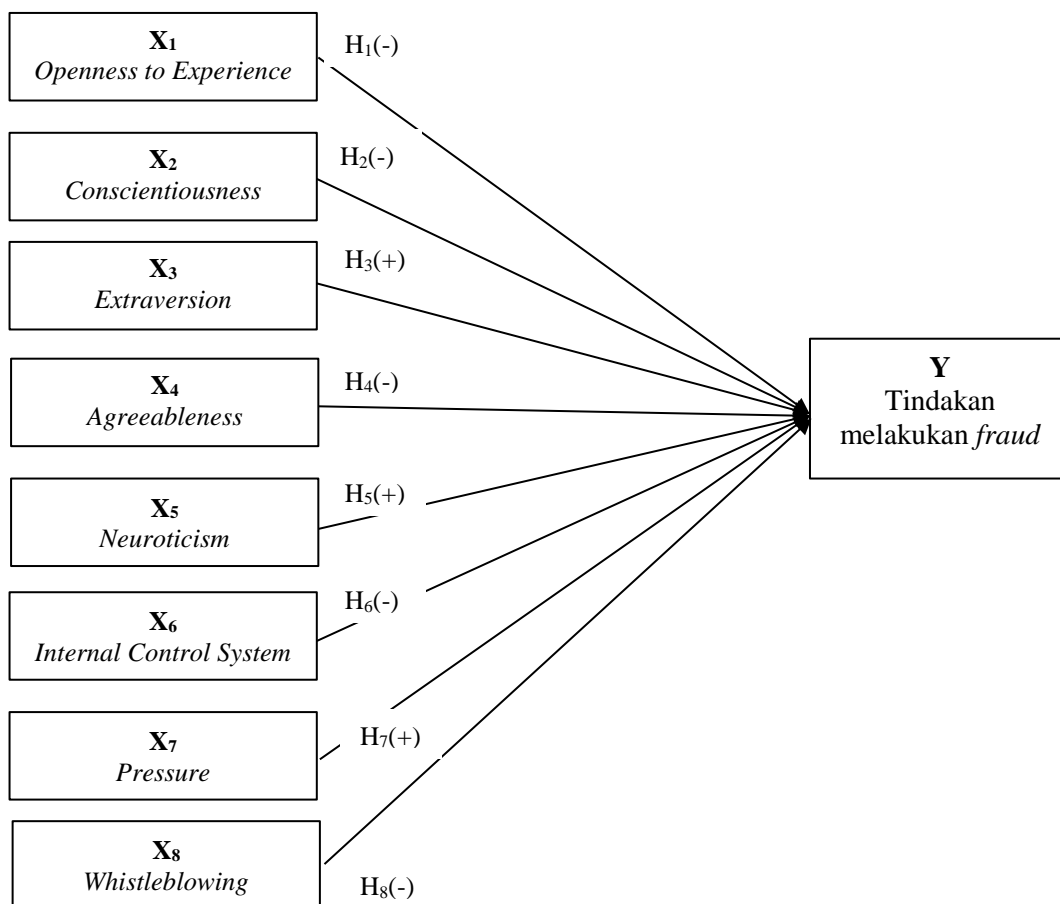 X₁
Openness to Experience
H₁(-)
X₂
Conscientiousness
H₂(-)
X₃
Extraversion
H₃(+)
X₄
Agreeableness
H₄(-)
X₅
Neuroticism
H₅(+)
X₆
Internal Control System
H₆(-)
X₇
Pressure
H₇(+)
X₈
Whistleblowing
H₈(-)
Y
Tindakan
melakukan fraud